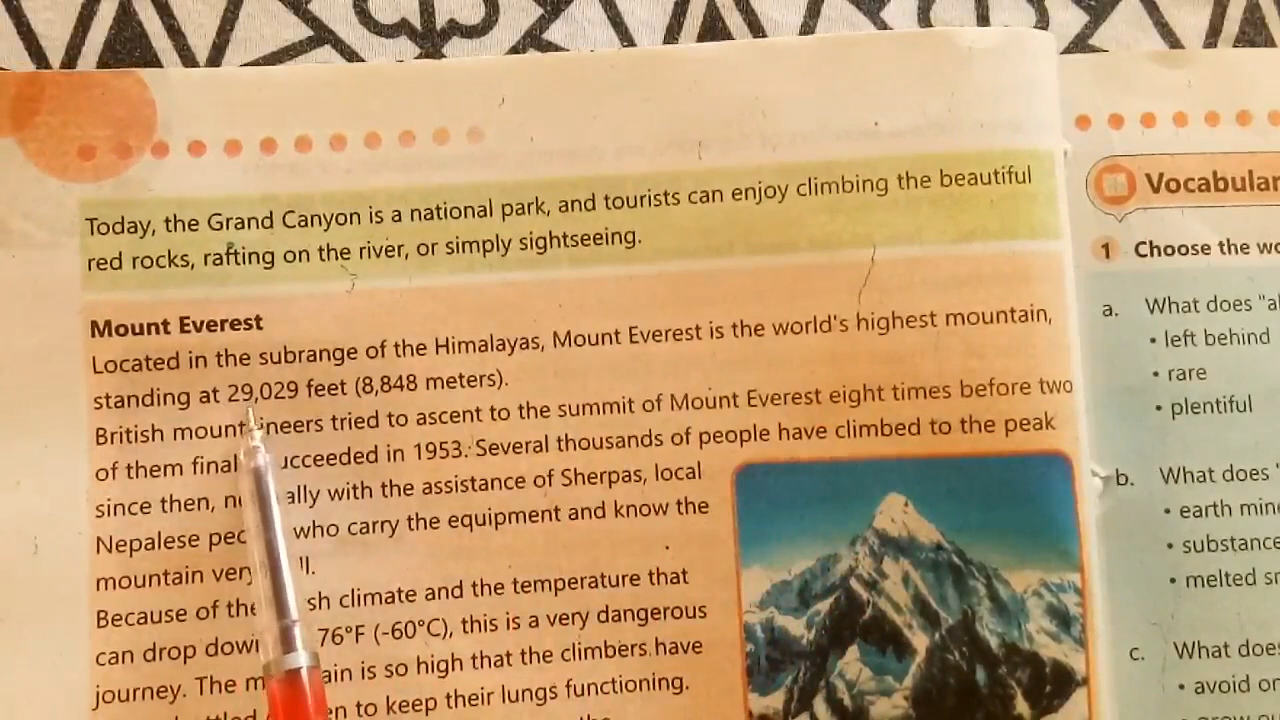 Today, the Grand Canyon is a national park, and tourists can enjoy climbing the beautiful
red rocks, rafting on the river, or simply sightseeing.
Mount Everest
Located in the subrange of the Himalayas, Mount Everest is the world's highest mountain,
standing at 29,029 feet (8,848 meters).
British mount ineers tried to ascent to the summit of Mount Everest eight times before two
of them final ucceeded in 1953. Several thousands of people have climbed to the peak
since then, ally with the assistance of Sherpas, local
Nepalese who carry the equipment and know the
mountain
Because of the sh climate and the temperature that
can drop down 76°F (-60°C), this is a very dangerous
journey. The ain is so high that the climbers have
en to keep their lungs functioning.
Vocabular
1 Choose the wo
a. What does "al
• left behind
• rare
• plentiful
b. What does "
• earth min
• substance
• melted sn
c. What does
• avoid or